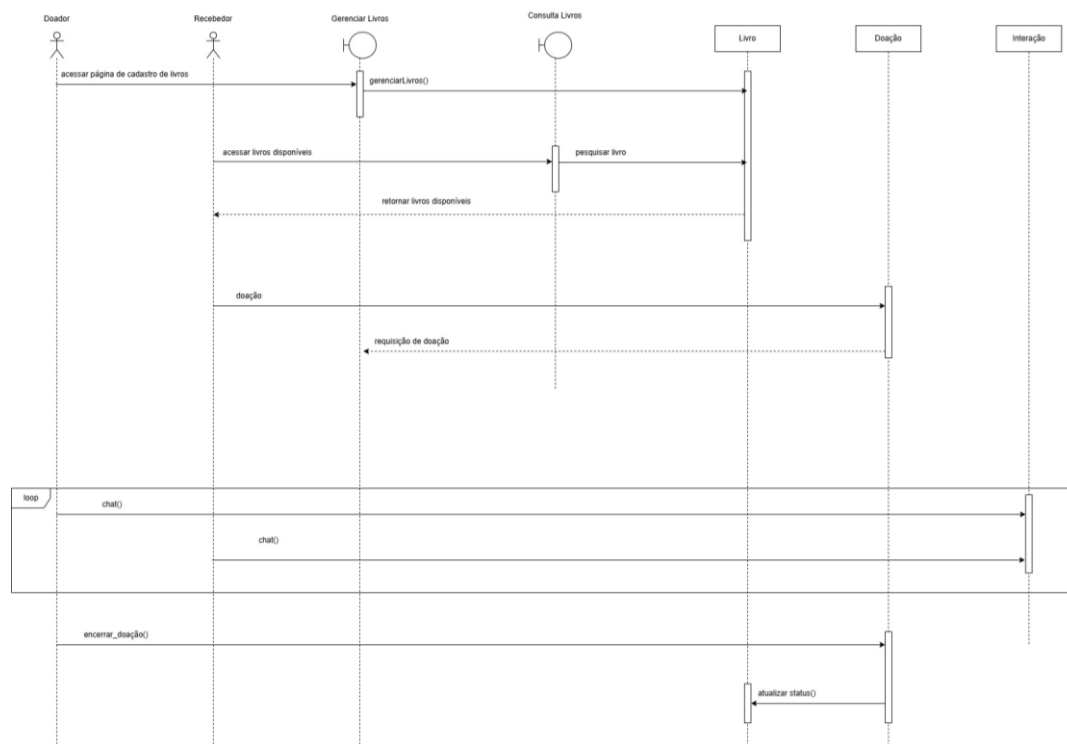 Doador
Recebedor
Gerenciar Livros
Consulta Livros
Livro
Doação
Interação
acessar página de cadastro de livros
gerenciarLivros()
acessar livros disponíveis
pesquisar livro
retornar livros disponíveis
doação
requisição de doação
loop
chat()
chat()
encerrar_doação()
atualizar status()